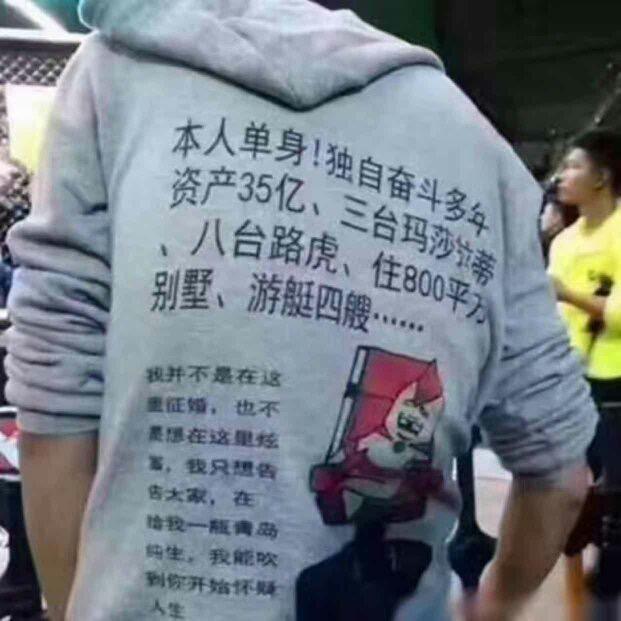 本人单身!独自奋斗多年
资产35亿、三台玛莎拉蒂
、八台路虎、住800平方
别墅、游艇四艘······
我并不是在这
里征婚，也不
是想在这里炫
富，我只想告
告大家，在
给我一瓶青岛
纯生，我能吹
到你开始怀疑
人生